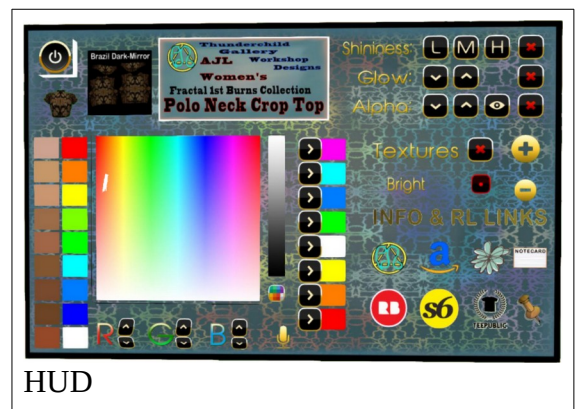 Brazil Dark-Mirror
Thunderchild
Gallery
AJL Workshop
Designs
Women's
Fractal 1st Burns Collection
Polo Neck Crop Top
Shininess: L M H
Glow:
Alpha:
Textures
Bright
INFO & RL LINKS
a
NOTECARD
RB
s6
TEEPUBLIC
R G B
HUD